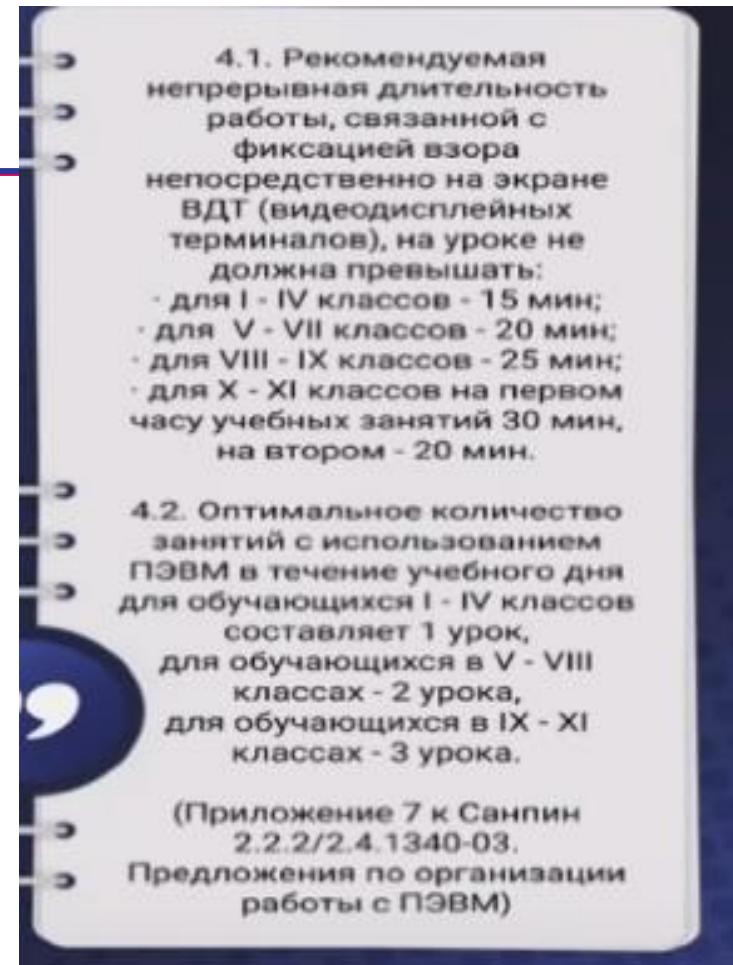 4.1. Рекомендуемая
непрерывная длительность
работы, связанной с
фиксацией взора
непосредственно на экране
ВДТ (видеодисплейных
терминалов), на уроке не
должна превышать:
· для I - IV классов - 15 мин;
· для V - VII классов - 20 мин;
· для VIII - IX классов - 25 мин;
· для X - XI классов на первом
часу учебных занятий 30 мин,
на втором - 20 мин.
4.2. Оптимальное количество
занятий с использованием
ПЭВМ в течение учебного дня
для обучающихся I - IV классов
составляет 1 урок,
для обучающихся в V - VIII
классах - 2 урока,
для обучающихся в IX - XI
классах - 3 урока.
(Приложение 7 к Санпин
2.2.2/2.4.1340-03.
Предложения по организации
работы с ПЭВМ)